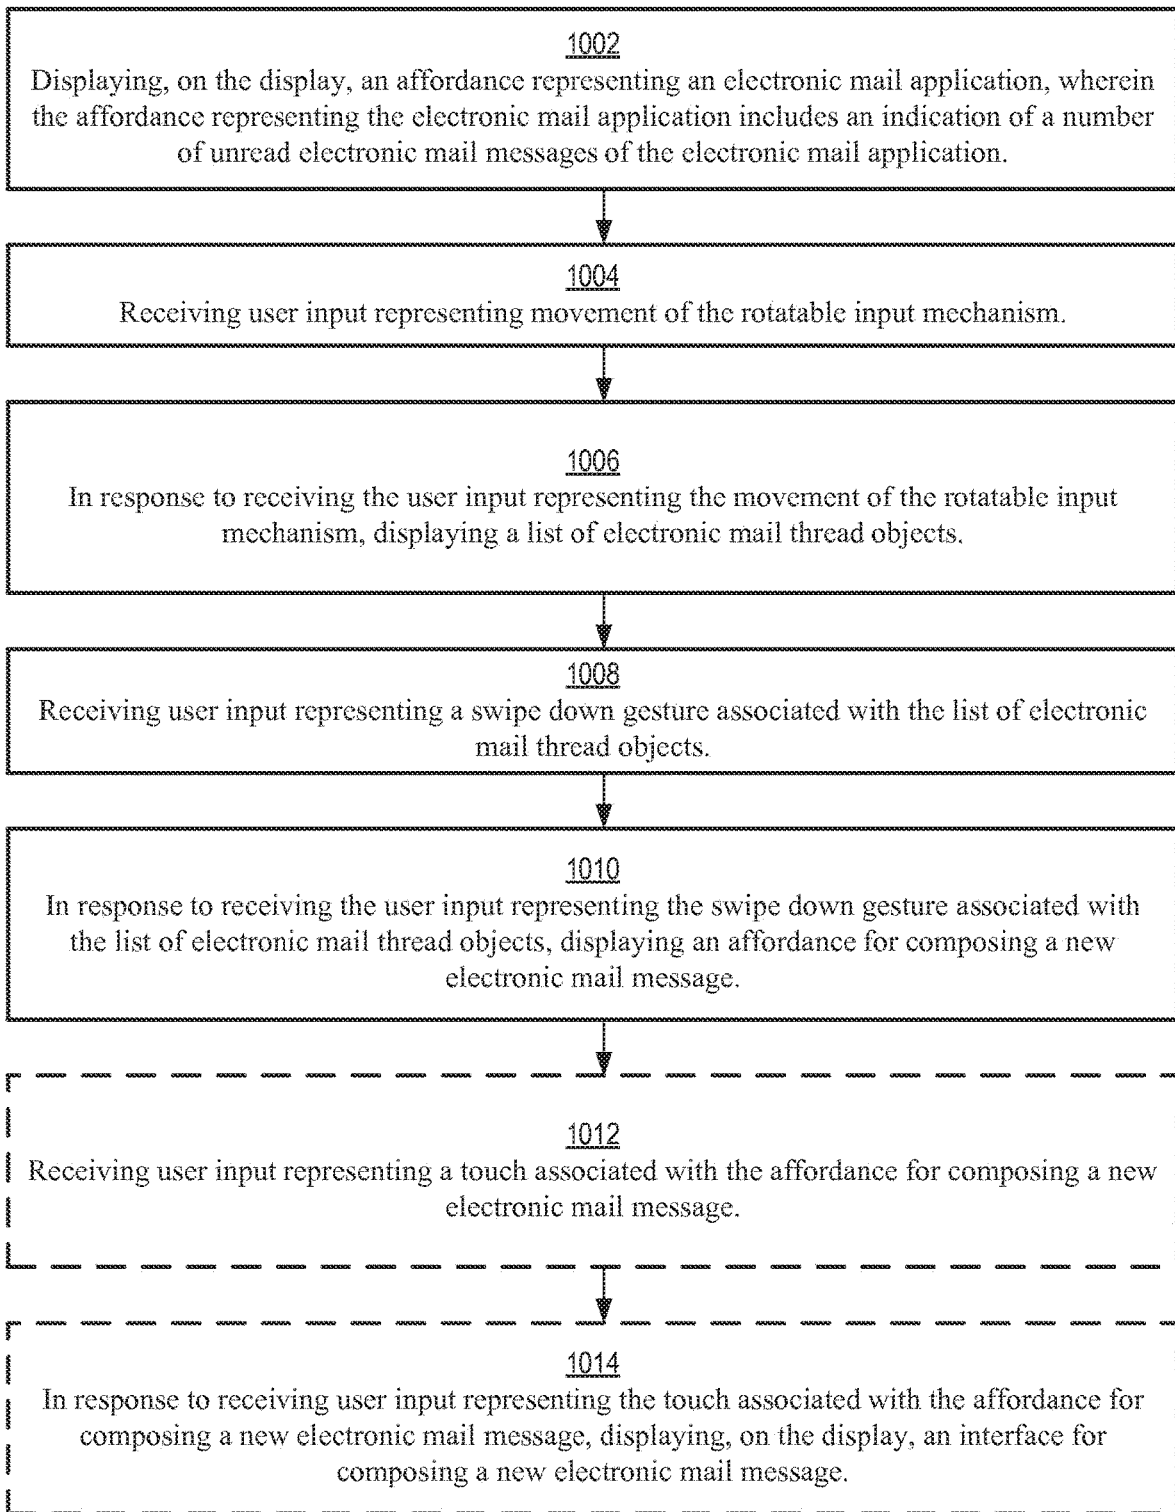 1002
Displaying, on the display, an affordance representing an electronic mail application, wherein
the affordance representing the electronic mail application includes an indication of a number
of unread electronic mail messages of the electronic mail application.
1004
Receiving user input representing movement of the rotatable input mechanism.
1006
In response to receiving the user input representing the movement of the rotatable input
mechanism, displaying a list of electronic mail thread objects.
1008
Receiving user input representing a swipe down gesture associated with the list of electronic
mail thread objects.
1010
In response to receiving the user input representing the swipe down gesture associated with
the list of electronic mail thread objects, displaying an affordance for composing a new
electronic mail message.
1012
Receiving user input representing a touch associated with the affordance for composing a new
electronic mail message.
1014
In response to receiving user input representing the touch associated with the affordance for
composing a new electronic mail message, displaying, on the display, an interface for
composing a new electronic mail message.